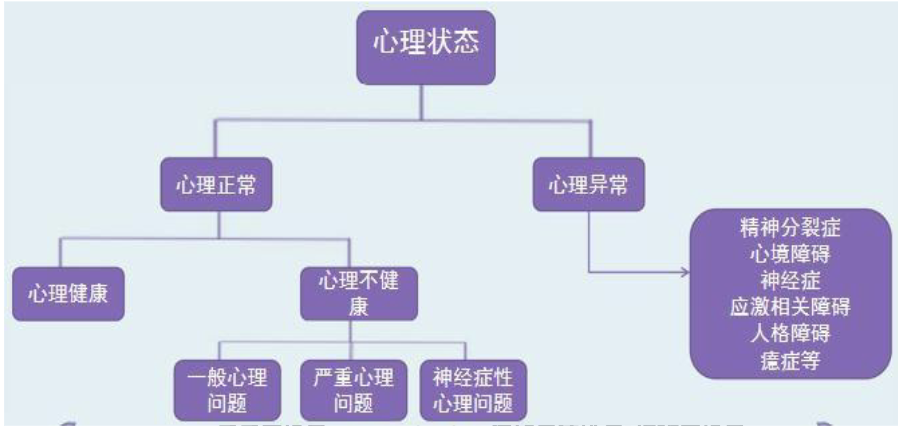 心理状态
心理正常
心理异常
心理健康
心理不健
康
精神分裂症
心境障碍
神经症
应激相关障碍
人格障碍
癔症等
一般心理
问题
严重心理
问题
神经症性
心理问题